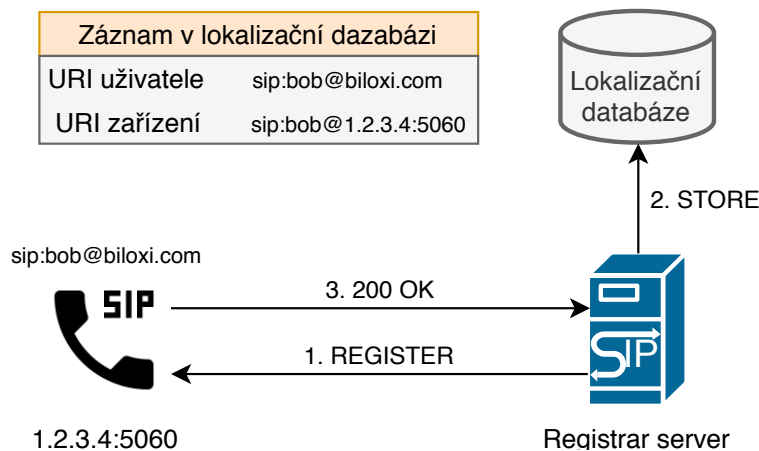 Záznam v lokalizační dazabázi
URI uživatele sip:bob@biloxi.com
URI zařízení sip:bob@1.2.3.4:5060
Lokalizační
databáze
2. STORE
sip:bob@biloxi.com
SIP
3. 200 OK
1. REGISTER
SIP
1.2.3.4:5060
Registrar server